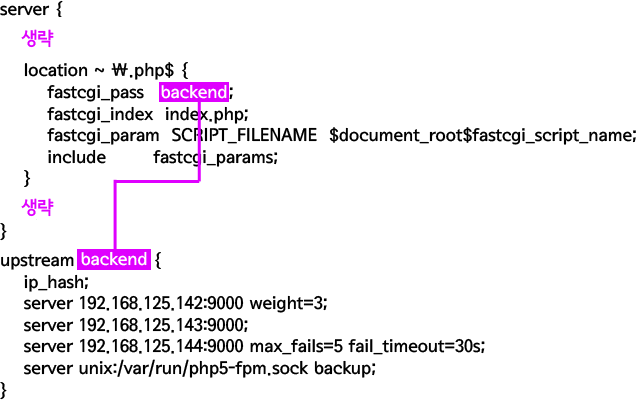 server {
생략
location ~ ₩.php$ {
fastcgi_pass backend;
fastcgi_index index.php;
fastcgi_param SCRIPT_FILENAME $document_root$fastcgi_script_name;
include fastcgi_params;
}
생략
}
upstream backend {
ip_hash;
server 192.168.125.142:9000 weight=3;
server 192.168.125.143:9000;
server 192.168.125.144:9000 max_fails=5 fail_timeout=30s;
server unix:/var/run/php5-fpm.sock backup;
}